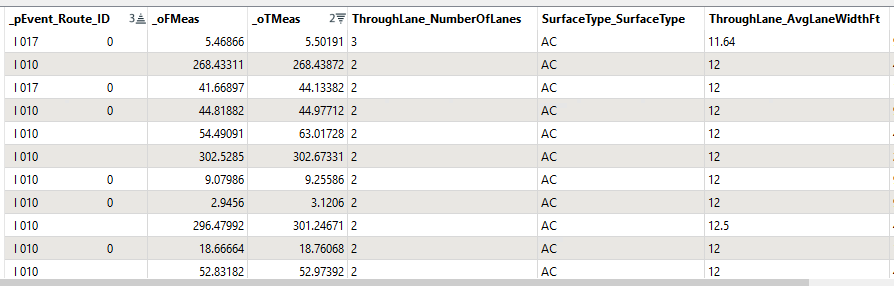 _pEvent_Route_ID 3 _oFMeas _oTMeas 2 ThroughLane_NumberOfLanes SurfaceType_SurfaceType ThroughLane_AvgLaneWidthFt
I 017 0 5.46866 5.50191 3 AC 11.64
I 010 268.43311 268.43872 2 AC 12
I 017 0 41.66897 44.13382 2 AC 12
I 010 0 44.81882 44.97712 2 AC 12
I 010 54.49091 63.01728 2 AC 12
I 010 302.5285 302.67331 2 AC 12
I 010 0 9.07986 9.25586 2 AC 12
I 010 0 2.9456 3.1206 2 AC 12
I 010 296.47992 301.24671 2 AC 12.5
I 010 0 18.66664 18.76068 2 AC 12
I 010 52.83182 52.97392 2 AC 12